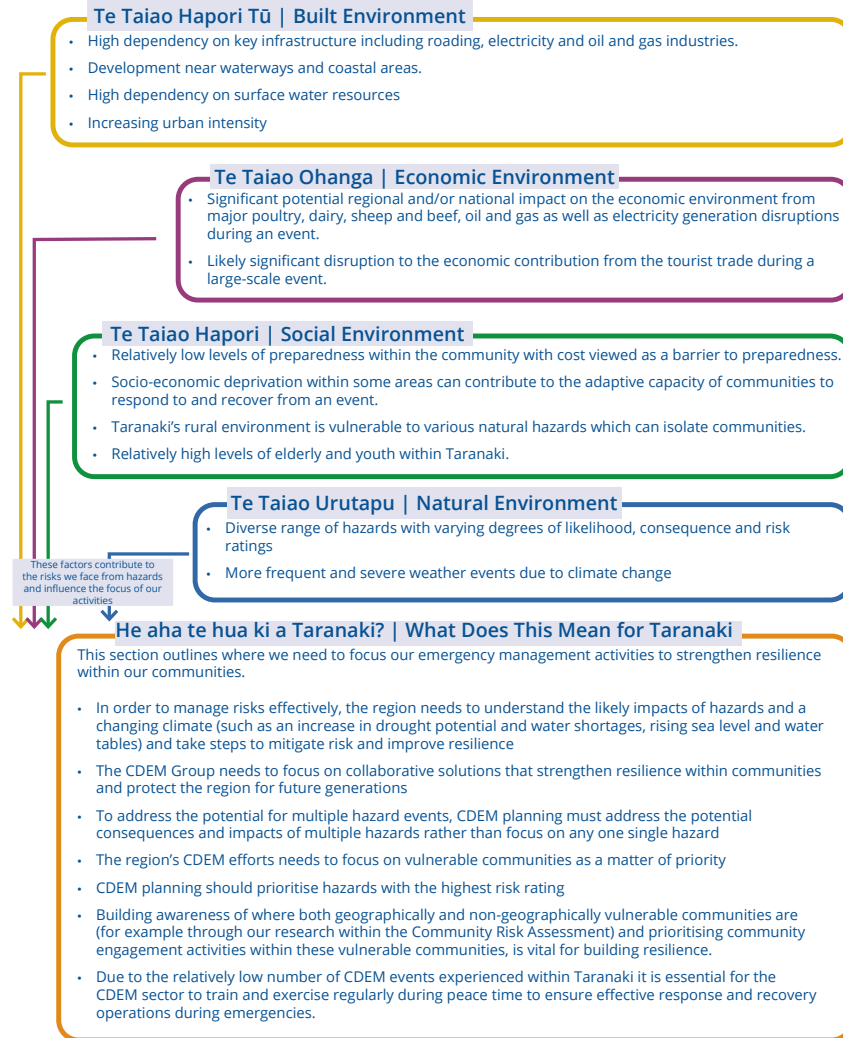 Te Taiao Hapori Tū | Built Environment
• High dependency on key infrastructure including roading, electricity and oil and gas industries.
• Development near waterways and coastal areas.
• High dependency on surface water resources
• Increasing urban intensity
Te Taiao Ohanga | Economic Environment
• Significant potential regional and/or national impact on the economic environment from
major poultry, dairy, sheep and beef, oil and gas as well as electricity generation disruptions
during an event.
• Likely significant disruption to the economic contribution from the tourist trade during a
large-scale event.
Te Taiao Hapori | Social Environment
• Relatively low levels of preparedness within the community with cost viewed as a barrier to preparedness.
• Socio-economic deprivation within some areas can contribute to the adaptive capacity of communities to
respond to and recover from an event.
• Taranaki’s rural environment is vulnerable to various natural hazards which can isolate communities.
• Relatively high levels of elderly and youth within Taranaki.
Te Taiao Urutapu | Natural Environment
• Diverse range of hazards with varying degrees of likelihood, consequence and risk
ratings
• More frequent and severe weather events due to climate change
These factors contribute to
the risks we face from hazards
and influence the focus of our
activities
He aha te hua ki a Taranaki? | What Does This Mean for Taranaki
This section outlines where we need to focus our emergency management activities to strengthen resilience
within our communities.
• In order to manage risks effectively, the region needs to understand the likely impacts of hazards and a
changing climate (such as an increase in drought potential and water shortages, rising sea level and water
tables) and take steps to mitigate risk and improve resilience
• The CDEM Group needs to focus on collaborative solutions that strengthen resilience within communities
and protect the region for future generations
• To address the potential for multiple hazard events, CDEM planning must address the potential
consequences and impacts of multiple hazards rather than focus on any one single hazard
• The region’s CDEM efforts needs to focus on vulnerable communities as a matter of priority
• CDEM planning should prioritise hazards with the highest risk rating
• Building awareness of where both geographically and non-geographically vulnerable communities are
(for example through our research within the Community Risk Assessment) and prioritising community
engagement activities within these vulnerable communities, is vital for building resilience.
• Due to the relatively low number of CDEM events experienced within Taranaki it is essential for the
CDEM sector to train and exercise regularly during peace time to ensure effective response and recovery
operations during emergencies.